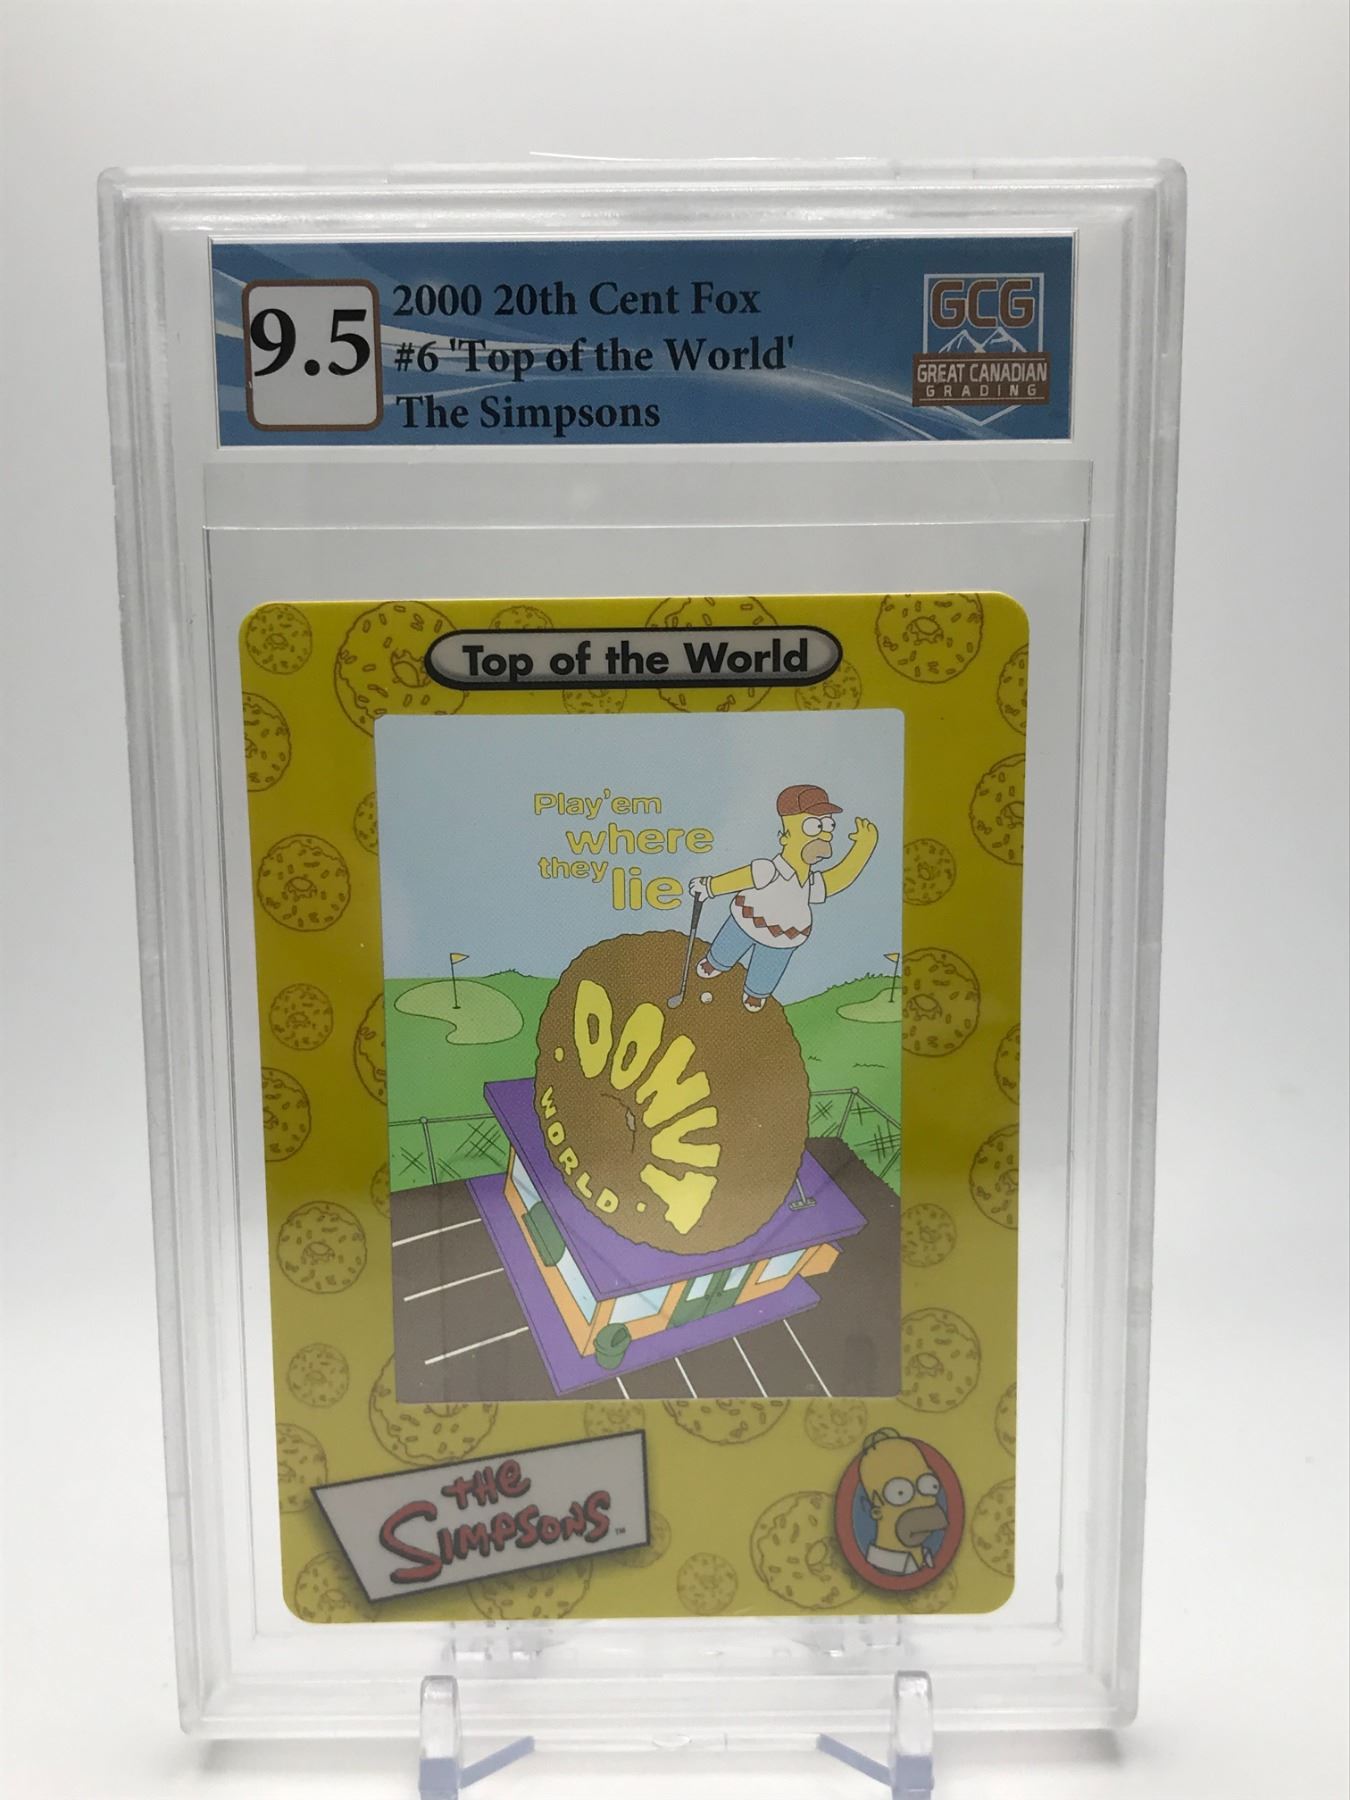 9.5
2000 20th Cent Fox
#6 'Top of the World'
The Simpsons
GCG
GREAT CANADIAN
GRADING
Top of the World
Play'em
where
they
lie
DONUT
WORLD
THE
SIMPSONS™